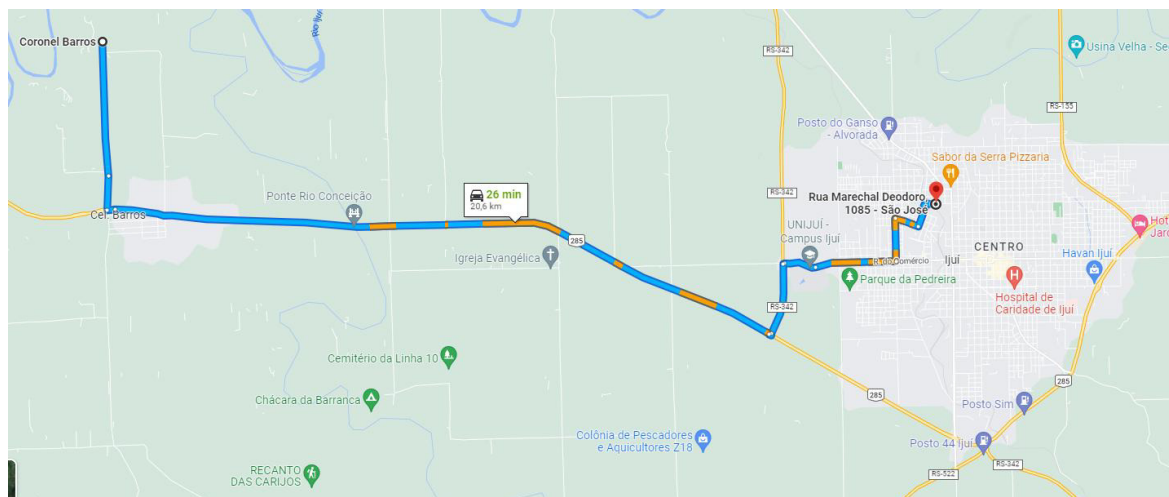 Rio Ijuí
Coronel Barros
RS-342
Usina Velha - Se
RS-155
Posto do Ganso
- Alvorada
Sabor da Serra Pizzaria
RS-342
Rua Marechal Deodoro,
1085 - São José
Ponte Rio Conceição
26 min
20,6 km
Cel. Barros
UNIJUÍ -
Campus Ijuí
285
Hot
Jard
CENTRO
Ijuí
Havan Ijuí
Igreja Evangélica
R. do Comércio
Parque da Pedreira
Hospital de
Caridade de Ijuí
RS-342
Cemitério da Linha 10
285
285
Chácara da Barranca
Posto Sim
Colônia de Pescadores
e Aquicultores Z18
Posto 44 Ijuí
RECANTO
DAS CARIJOS
RS-522
RS-342